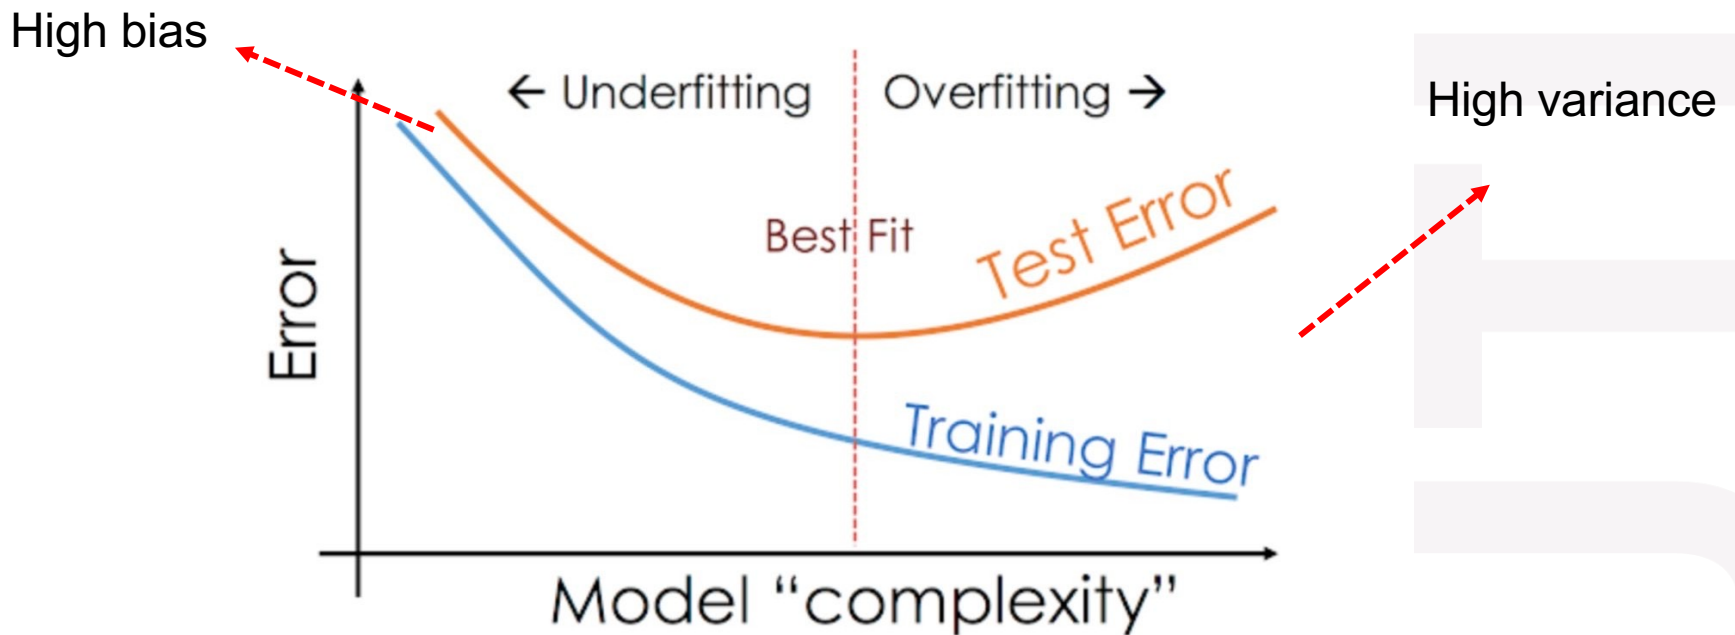 High bias
← Underfitting
Overfitting →
High variance
Best Fit
Test Error
Error
Training Error
Model “complexity”